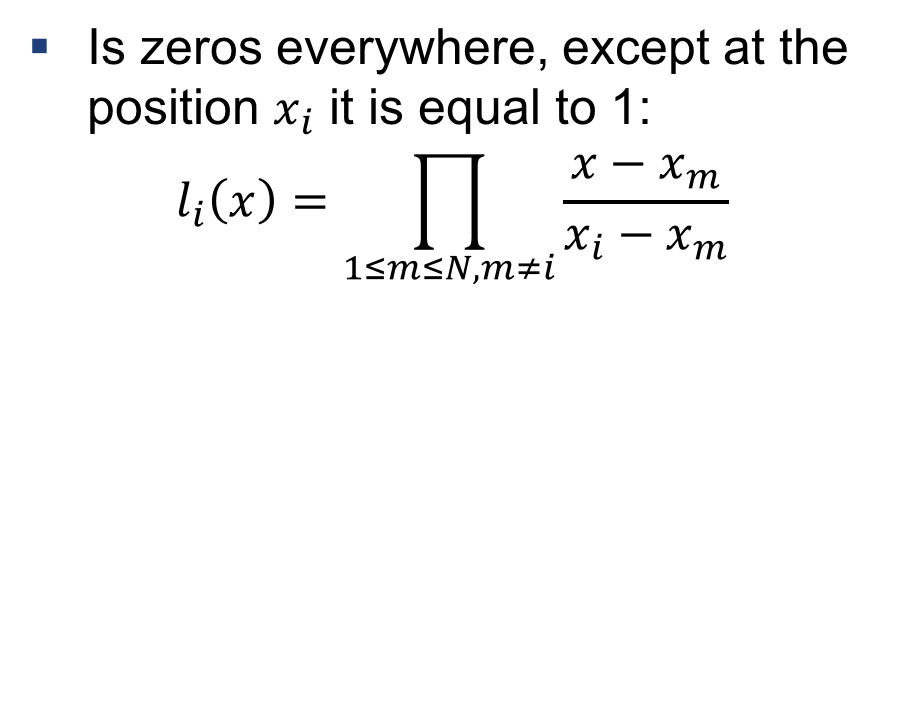 ▪ Is zeros everywhere, except at the
position 𝑥ᵢ it is equal to 1:
𝑙ᵢ(𝑥) = ∏_{1≤𝑚≤𝑁,𝑚≠𝑖} (𝑥 − 𝑥ₘ)/(𝑥ᵢ − 𝑥ₘ)